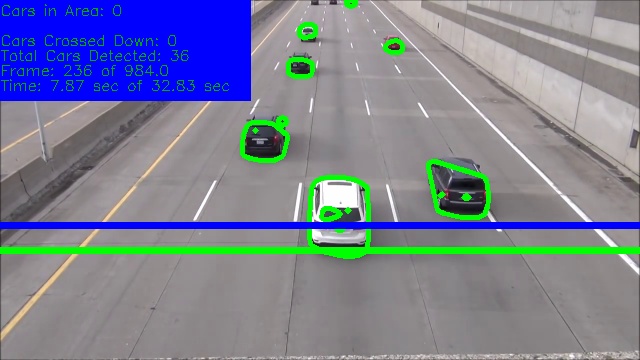 Cars in Area: 0
Cars Crossed Down: 0
Total Cars Detected: 36
Frame: 236 of 984.0
Time: 7.87 sec of 32.83 sec